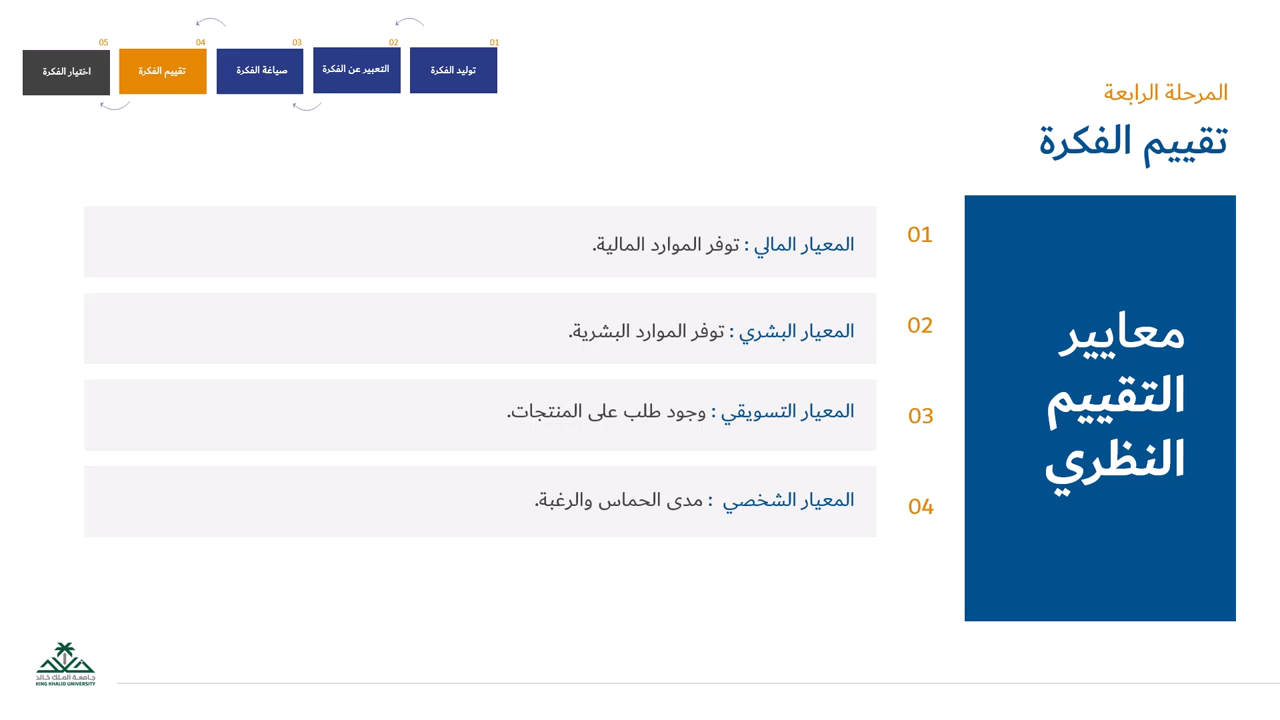 01
توليد الفكرة
02
التعبير عن الفكرة
03
صياغة الفكرة
04
تقييم الفكرة
05
اختيار الفكرة
المرحلة الرابعة
تقييم الفكرة
معايير
التقييم
النظري
01
المعيار المالي : توفر الموارد المالية.
02
المعيار البشري : توفر الموارد البشرية.
03
المعيار التسويقي : وجود طلب على المنتجات.
04
المعيار الشخصي : مدى الحماس والرغبة.
جامعة الملك خالد
KING KHALID UNIVERSITY